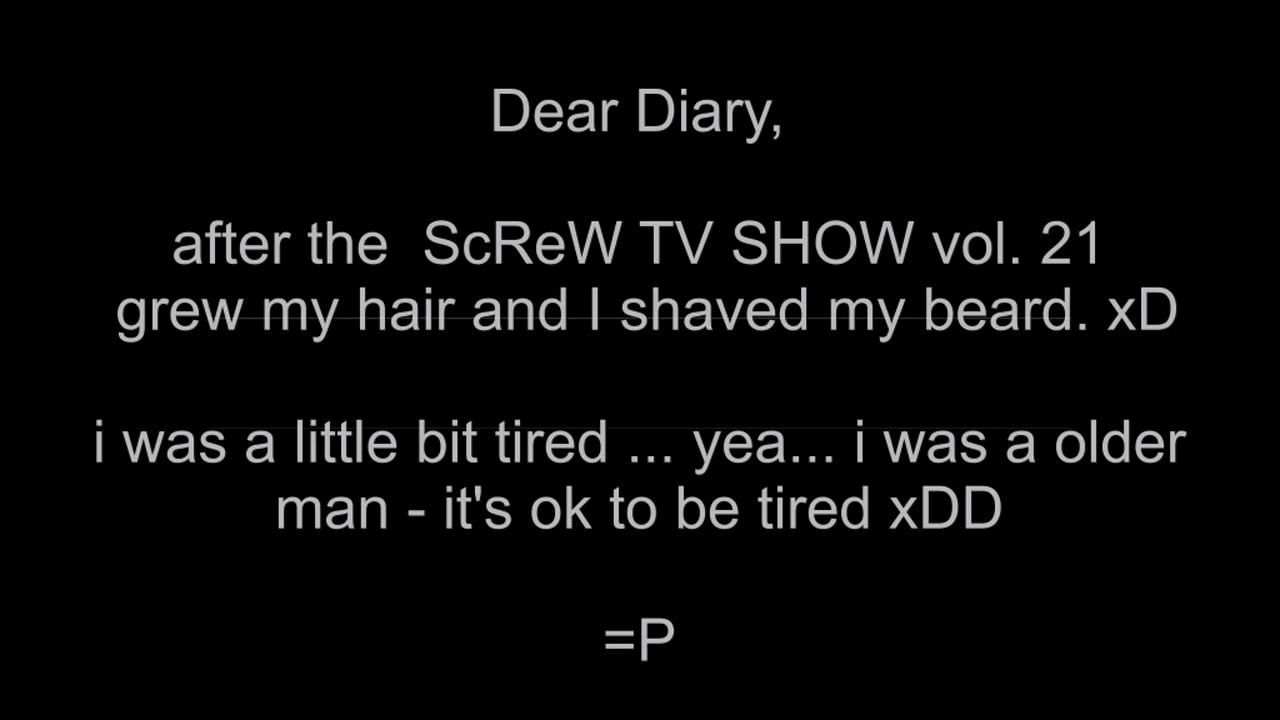 Dear Diary,
after the  ScReW TV SHOW vol. 21
grew my hair and I shaved my beard. xD
i was a little bit tired ... yea... i was a older
man - it's ok to be tired xDD
=P